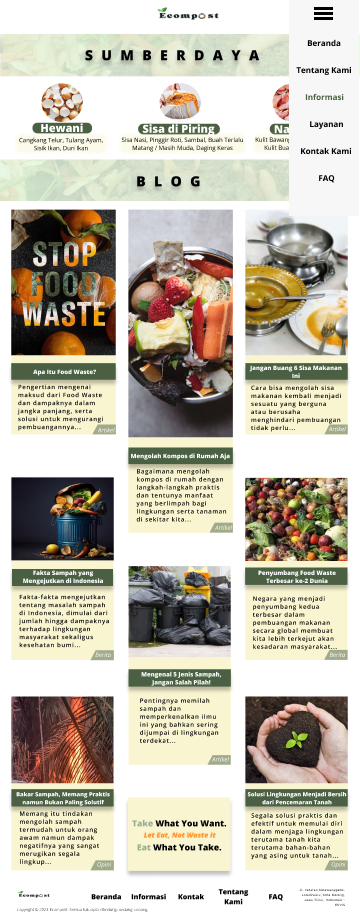 Ecompost
Beranda
Tentang Kami
Informasi
Layanan
Kontak Kami
FAQ
SUMBERDAYA
Hewani
Cangkang Telur, Tulang Ayam,
Sisik Ikan, Duri Ikan
Sisa di Piring
Sisa Nasi, Pinggir Roti, Sambal, Buah Terlalu
Matang / Masih Muda, Daging Keras
Na
Kulit Bawang
Kulit Bua
BLOG
STOP
FOOD
WASTE
Apa Itu Food Waste?
Pengertian mengenai
maksud dari Food Waste
dan dampaknya dalam
jangka panjang, serta
solusi untuk mengurangi
pembuangannya...
Artikel
Mengolah Kompos di Rumah Aja
Bagaimana mengolah
kompos di rumah dengan
langkah-langkah praktis
dan tentunya manfaat
yang berlimpah bagi
lingkungan serta tanaman
di sekitar kita...
Artikel
Jangan Buang 6 Sisa Makanan
Ini
Cara bisa mengolah sisa
makanan kembali menjadi
sesuatu yang berguna
atau berusaha
menghindari pembuangan
tidak perlu...
Artikel
Fakta Sampah yang
Mengejutkan di Indonesia
Fakta-fakta mengejutkan
tentang masalah sampah
di Indonesia, dimulai dari
jumlah hingga dampaknya
terhadap lingkungan
masyarakat sekaligus
kesehatan bumi...
Berita
Mengenal 5 Jenis Sampah,
Jangan Salah Pilah!
Pentingnya memilah
sampah dan
memperkenalkan ilmu
ini yang bahkan sering
dijumpai di lingkungan
terdekat...
Artikel
Penyumbang Food Waste
Terbesar ke-2 Dunia
Negara yang menjadi
penyumbang kedua
terbesar dalam
pembuangan makanan
secara global membuat
kita lebih terkejut akan
kesadaran masyarakat...
Berita
Bakar Sampah, Memang Praktis
namun Bukan Paling Solutif
Memang itu tindakan
mengolah sampah
termudah untuk orang
awam namun dampak
negatifnya yang sangat
merugikan segala
lingkup...
Opini
Take What You Want.
Let Eat, Not Waste It
Eat What You Take.
Solusi Lingkungan Menjadi Bersih
dari Pencemaran Tanah
Segala solusi praktis dan
efektif untuk memulai diri
dalam menjaga lingkungan
terutama tanah kita
terutama bahan-bahan
yang asing untuk tanah...
Opini
Ecompost
Beranda
Informasi
Kontak
Tentang
Kami
FAQ